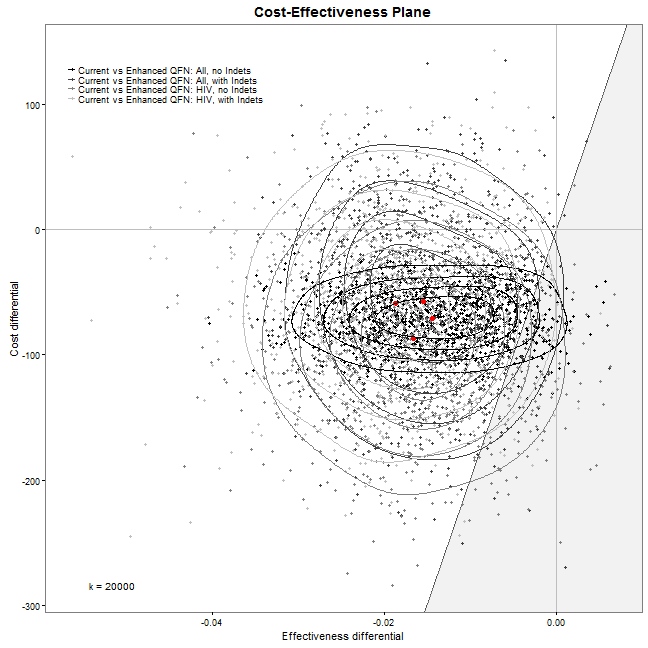 Cost-Effectiveness Plane
Current vs Enhanced QFN: All, no Indets
Current vs Enhanced QFN: All, with Indets
Current vs Enhanced QFN: HIV, no Indets
Current vs Enhanced QFN: HIV, with Indets
100
0
-100
-200
-300
Cost differential
k = 20000
-0.04
-0.02
0.00
Effectiveness differential